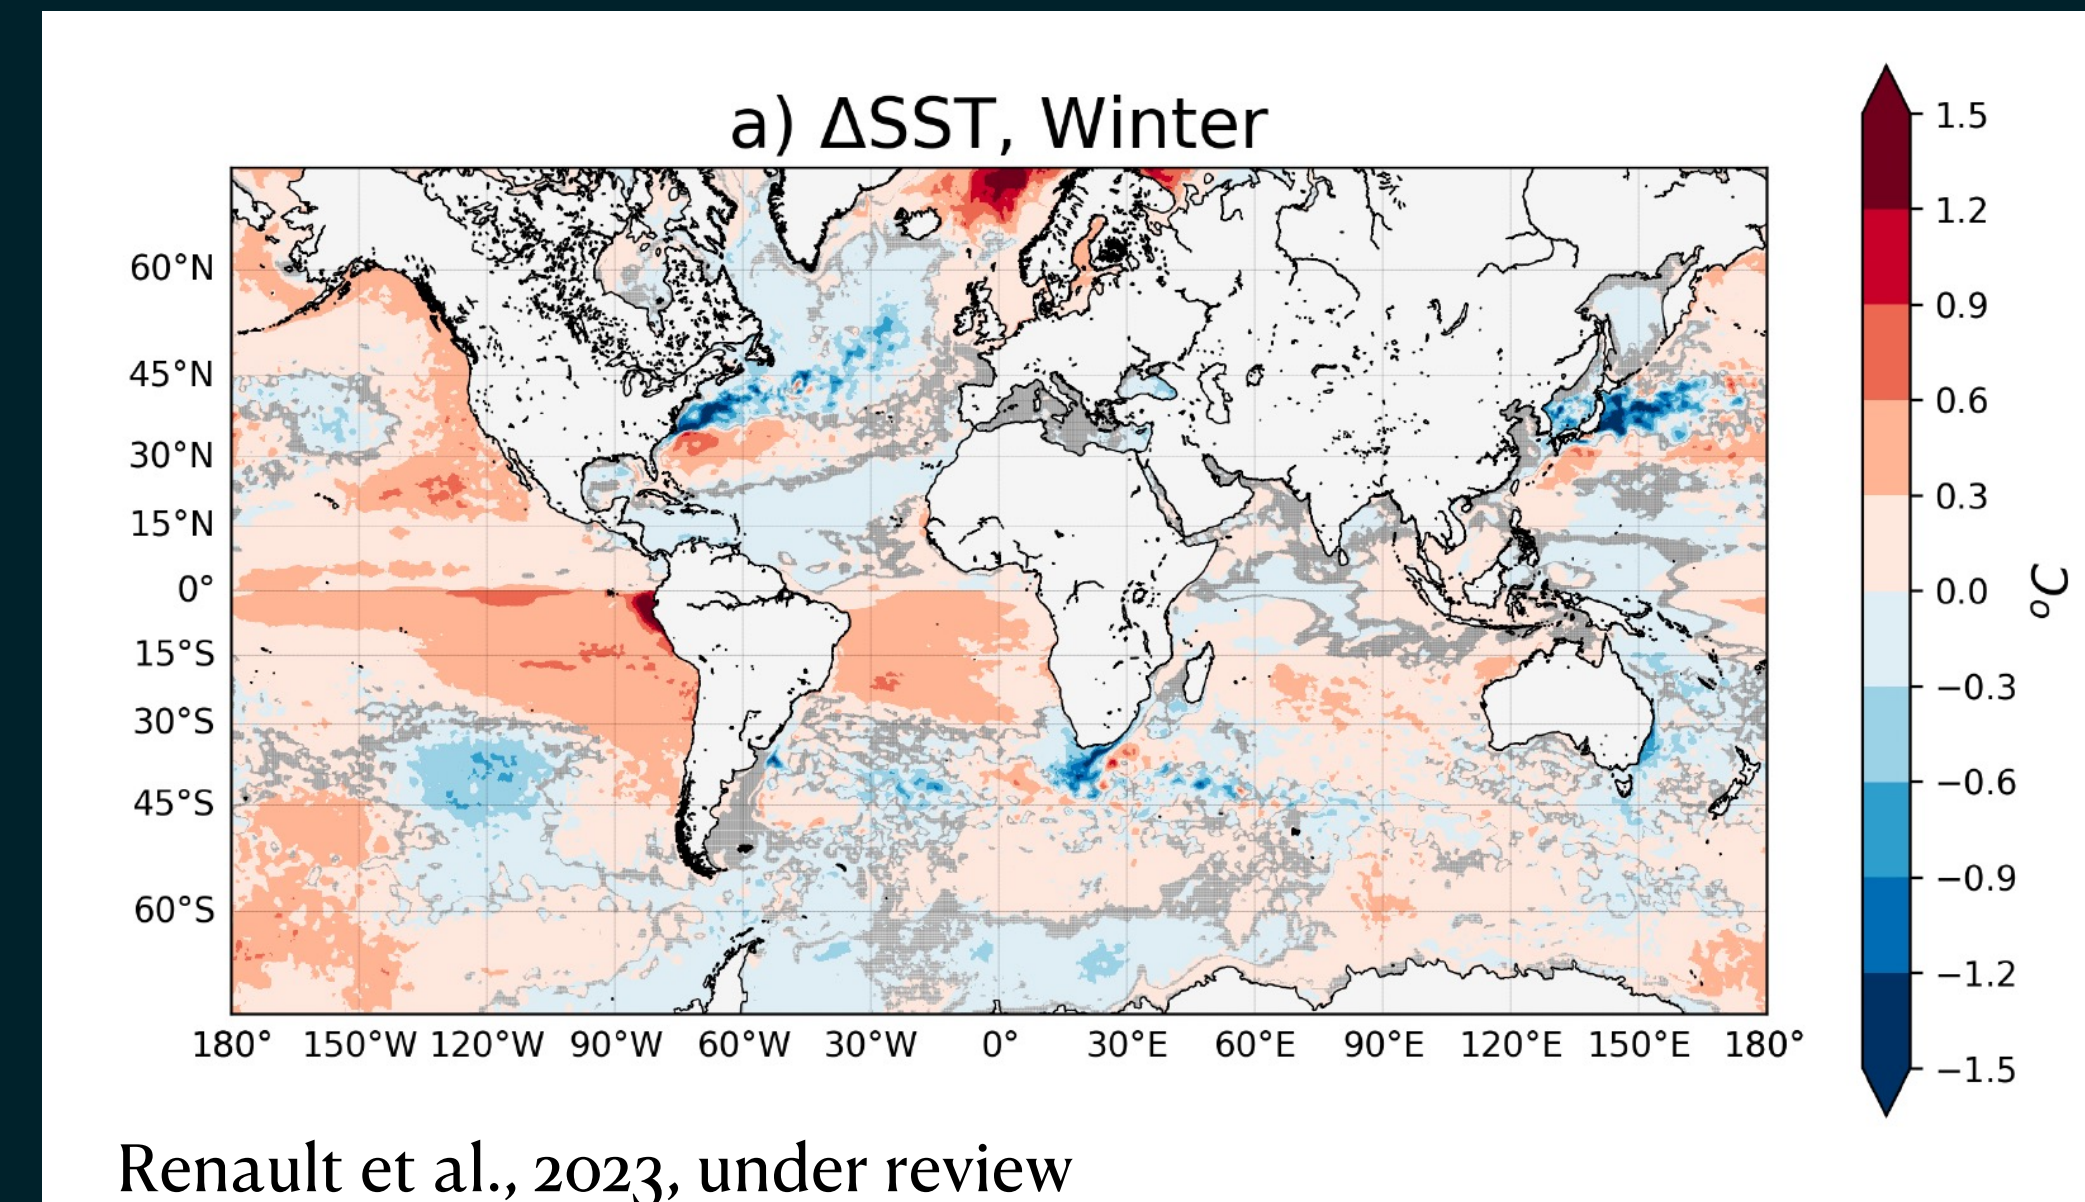 a) ΔSST, Winter
60°N
45°N
30°N
15°N
0°
15°S
30°S
45°S
60°S
180° 150°W 120°W 90°W 60°W 30°W 0° 30°E 60°E 90°E 120°E 150°E 180°
1.5
1.2
0.9
0.6
0.3
0.0
−0.3
−0.6
−0.9
−1.2
−1.5
°C
Renault et al., 2023, under review